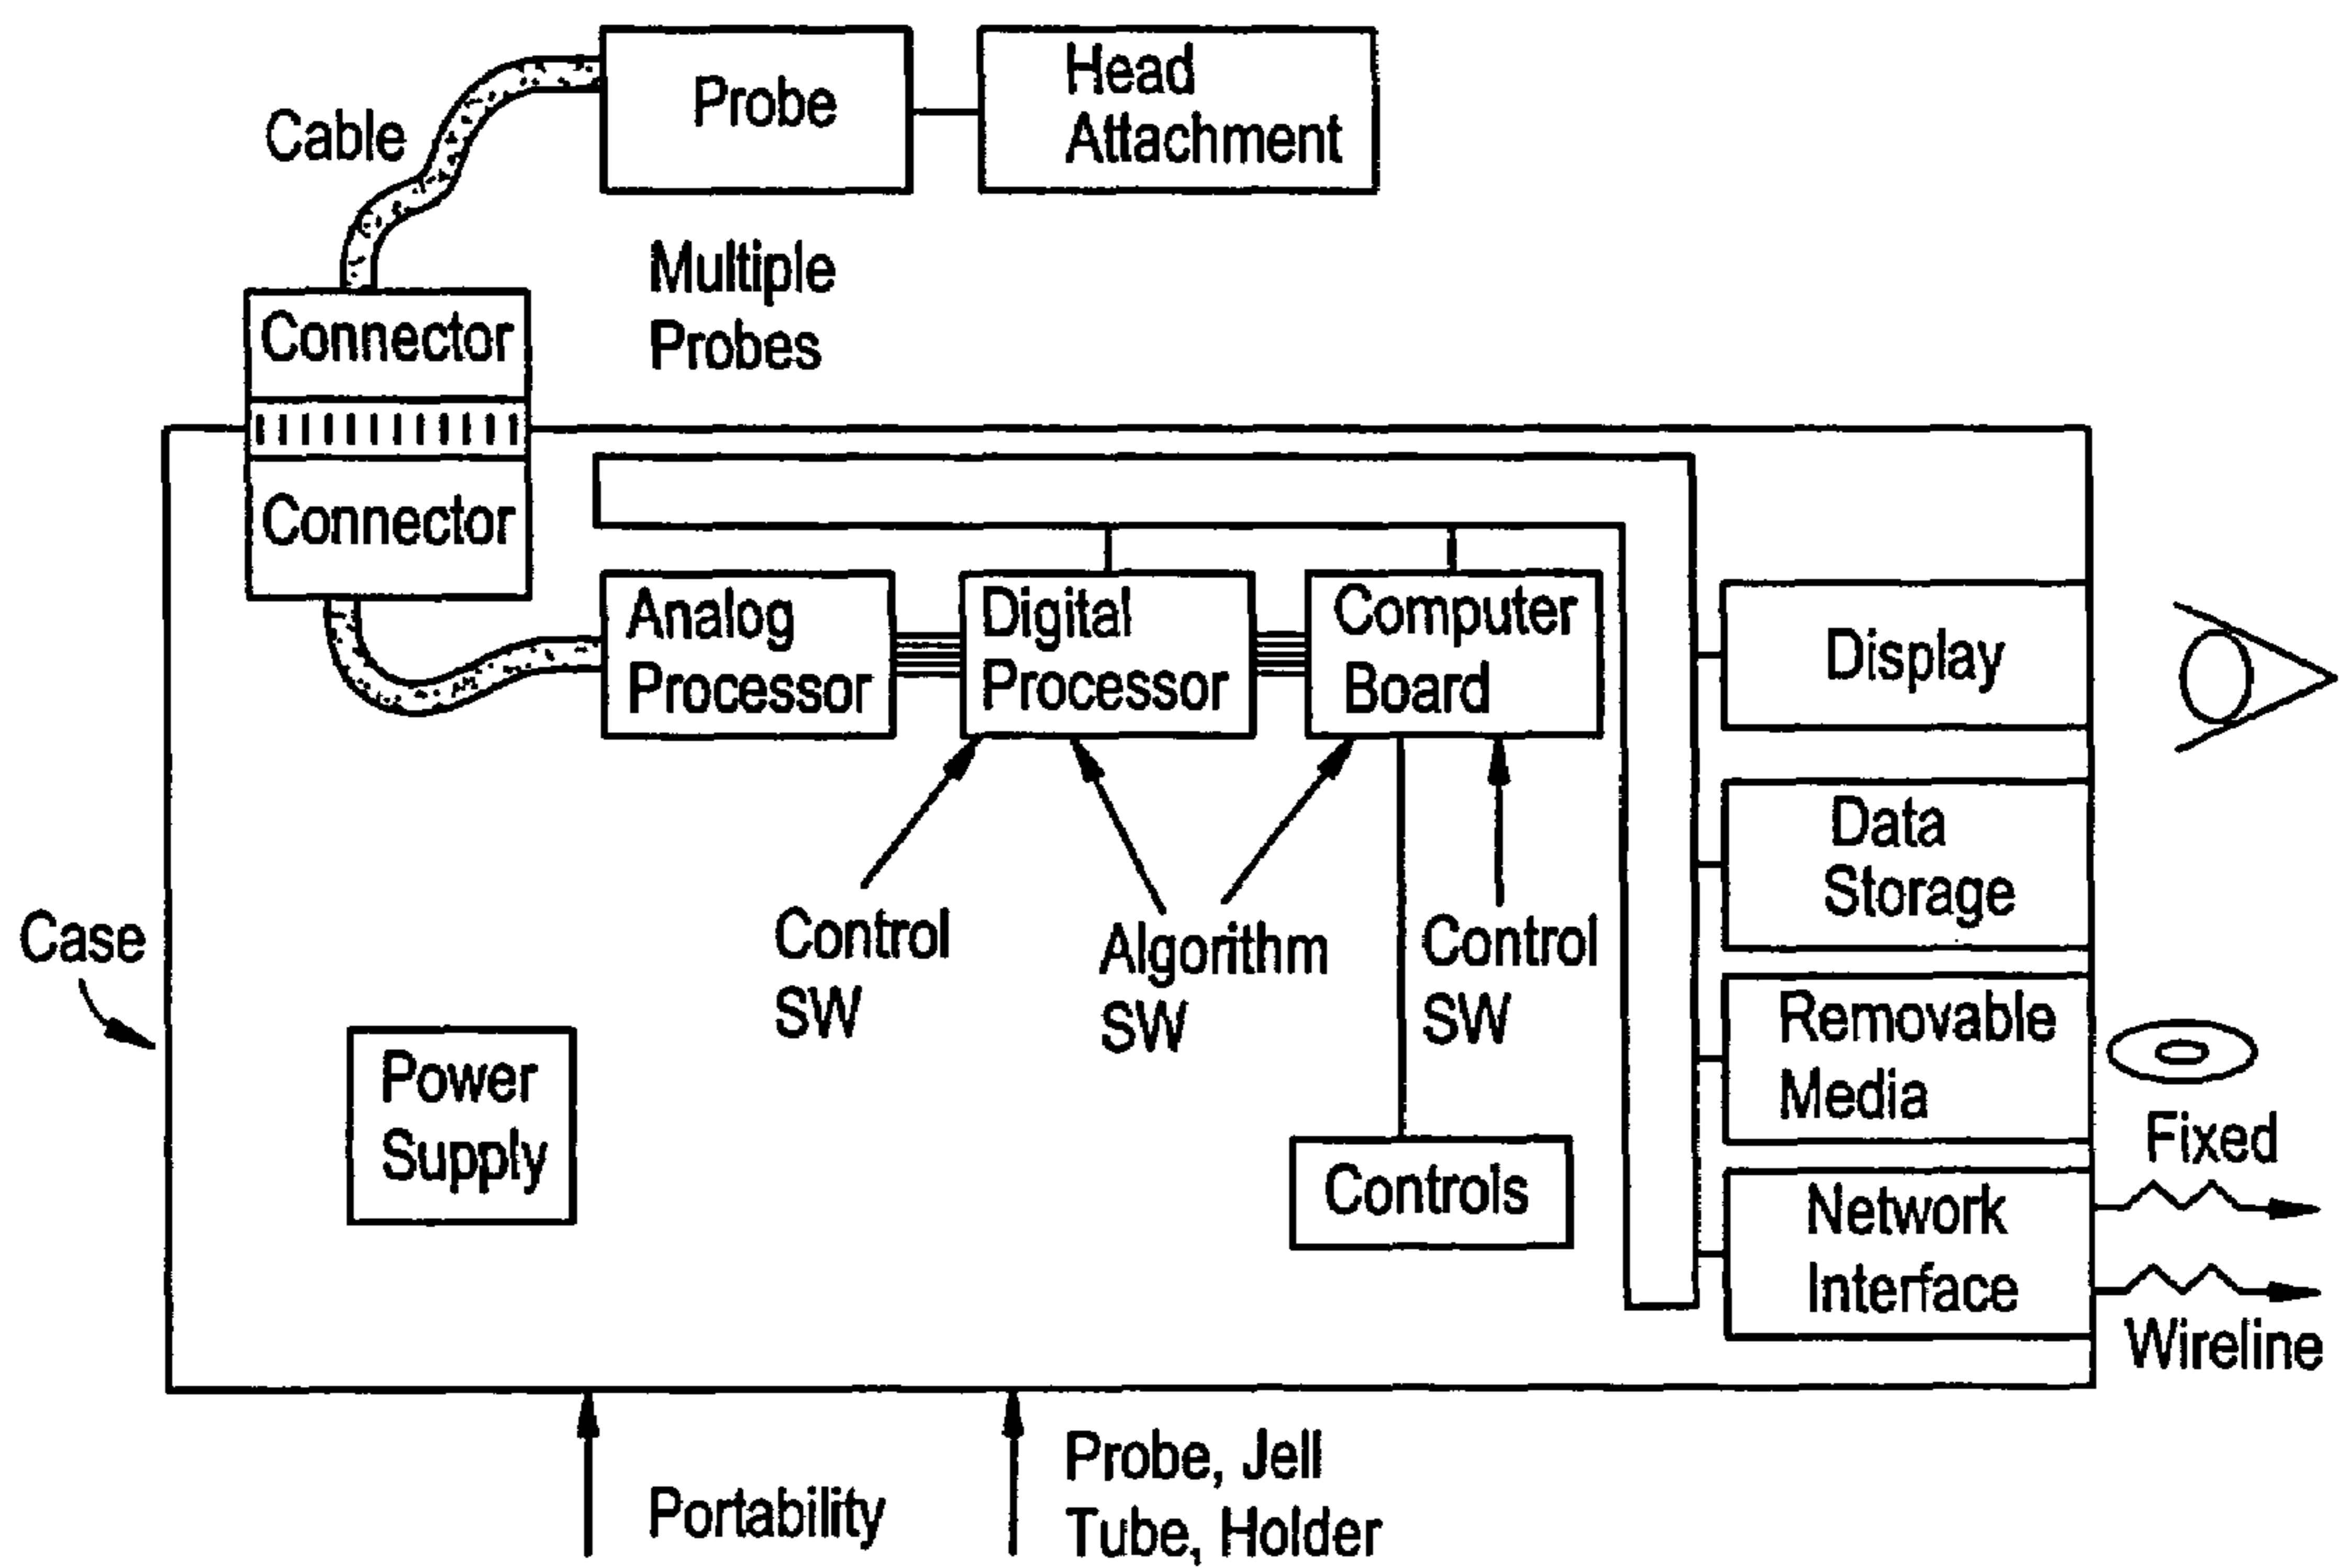 Probe
Head
Attachment
Cable
Multiple
Probes
Connector
Connector
Analog
Processor
Digital
Processor
Computer
Board
Display
Data
Storage
Control
SW
Algorithm
SW
Control
SW
Case
Removable
Media
Power
Supply
Fixed
Controls
Network
Interface
Wireline
Portability
Probe, Jell
Tube, Holder